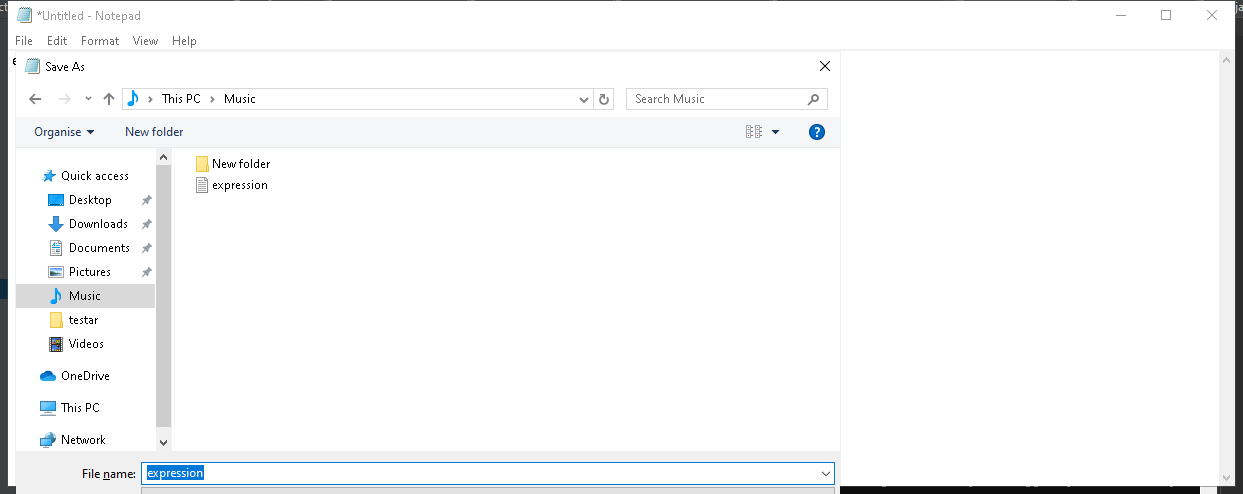 *Untitled - Notepad
File Edit Format View Help
Save As
This PC Music
Search Music
Organise New folder
Quick access
Desktop
Downloads
Documents
Pictures
Music
testar
Videos
OneDrive
This PC
Network
New folder
expression
File name: expression